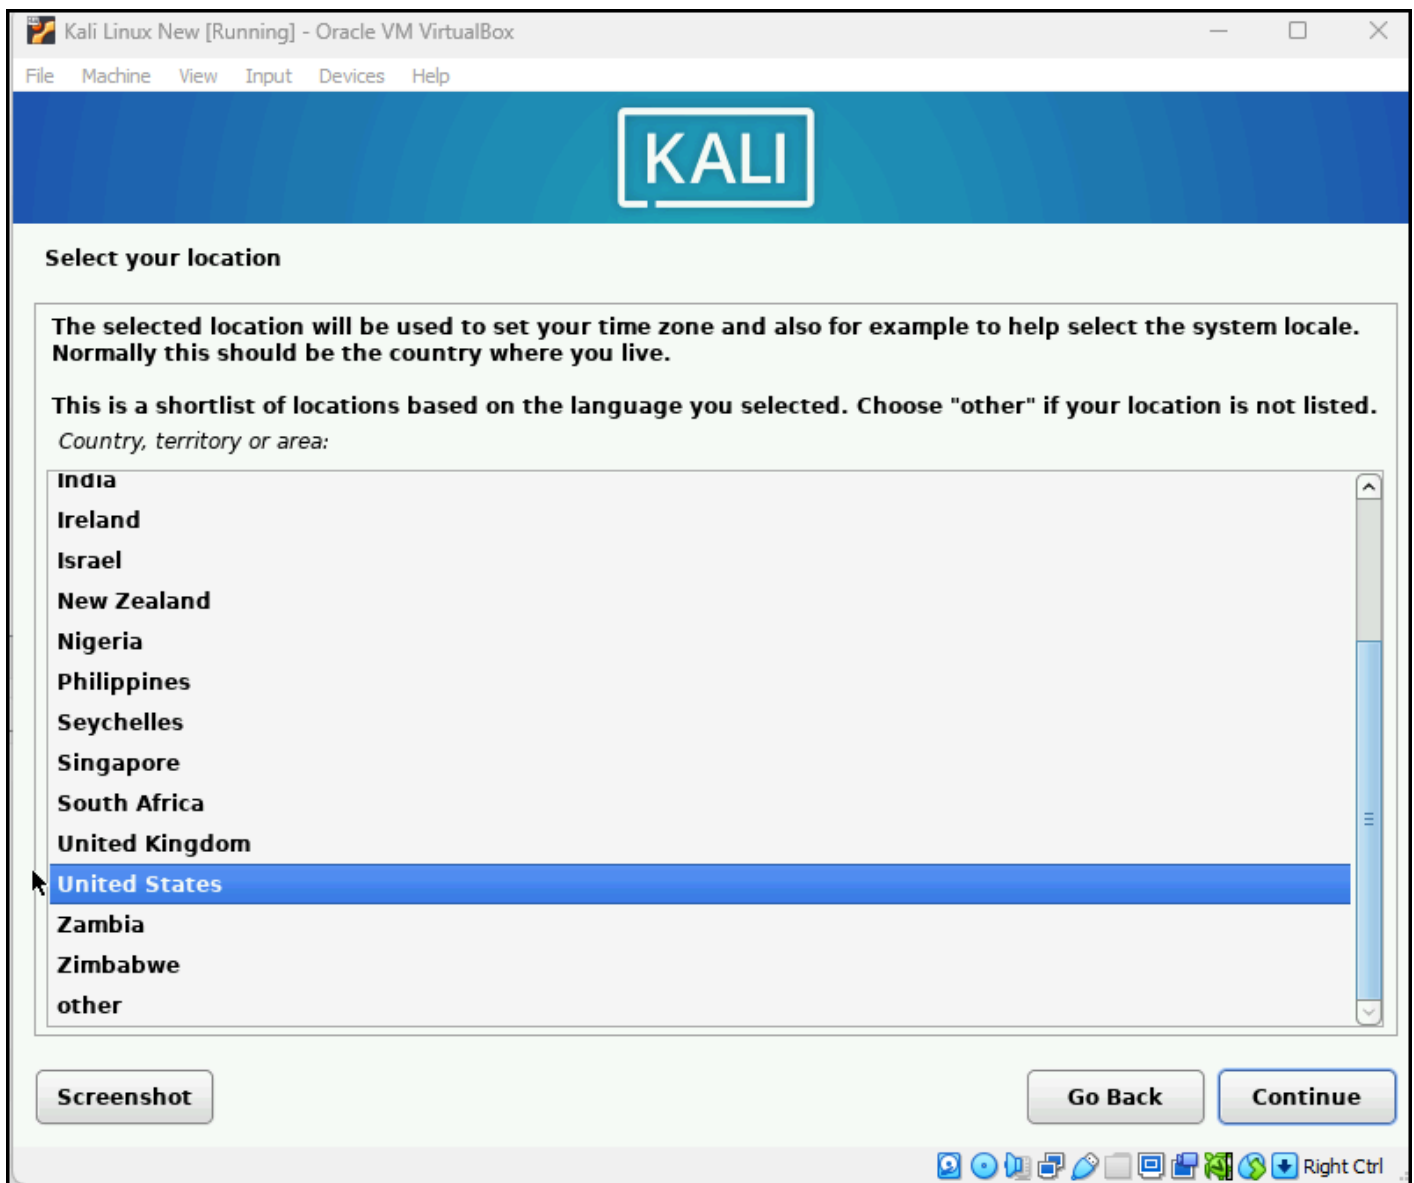 Kali Linux New [Running] - Oracle VM VirtualBox
File Machine View Input Devices Help
KALI
Select your location
The selected location will be used to set your time zone and also for example to help select the system locale.
Normally this should be the country where you live.
This is a shortlist of locations based on the language you selected. Choose "other" if your location is not listed.
Country, territory or area:
India
Ireland
Israel
New Zealand
Nigeria
Philippines
Seychelles
Singapore
South Africa
United Kingdom
United States
Zambia
Zimbabwe
other
Screenshot Go Back Continue
Right Ctrl